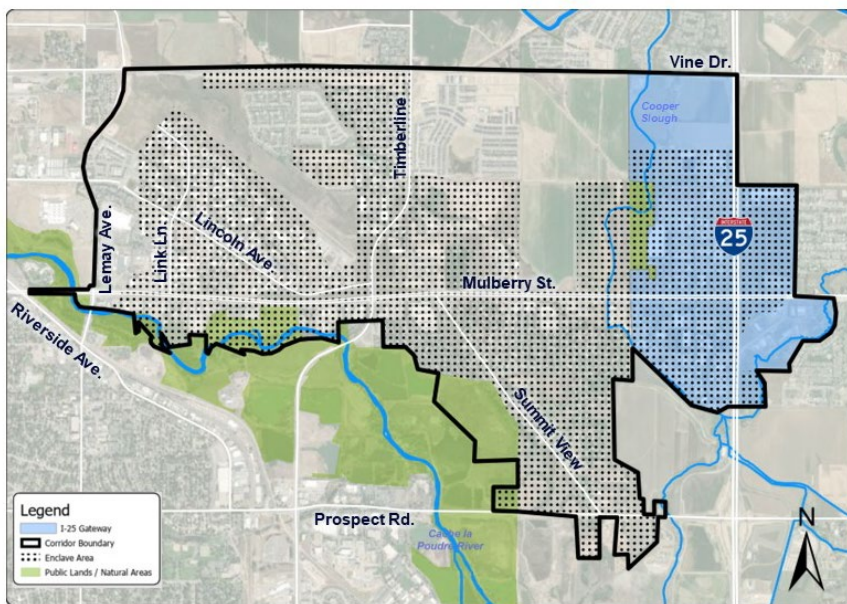 Vine Dr.
Cooper
Slough
Timberline
Lemay Ave.
Link Ln.
Lincoln Ave.
INTERSTATE
25
Mulberry St.
Riverside Ave.
Summit View
Prospect Rd.
Cache la
Poudre River
N
Legend
I-25 Gateway
Corridor Boundary
Enclave Area
Public Lands / Natural Areas